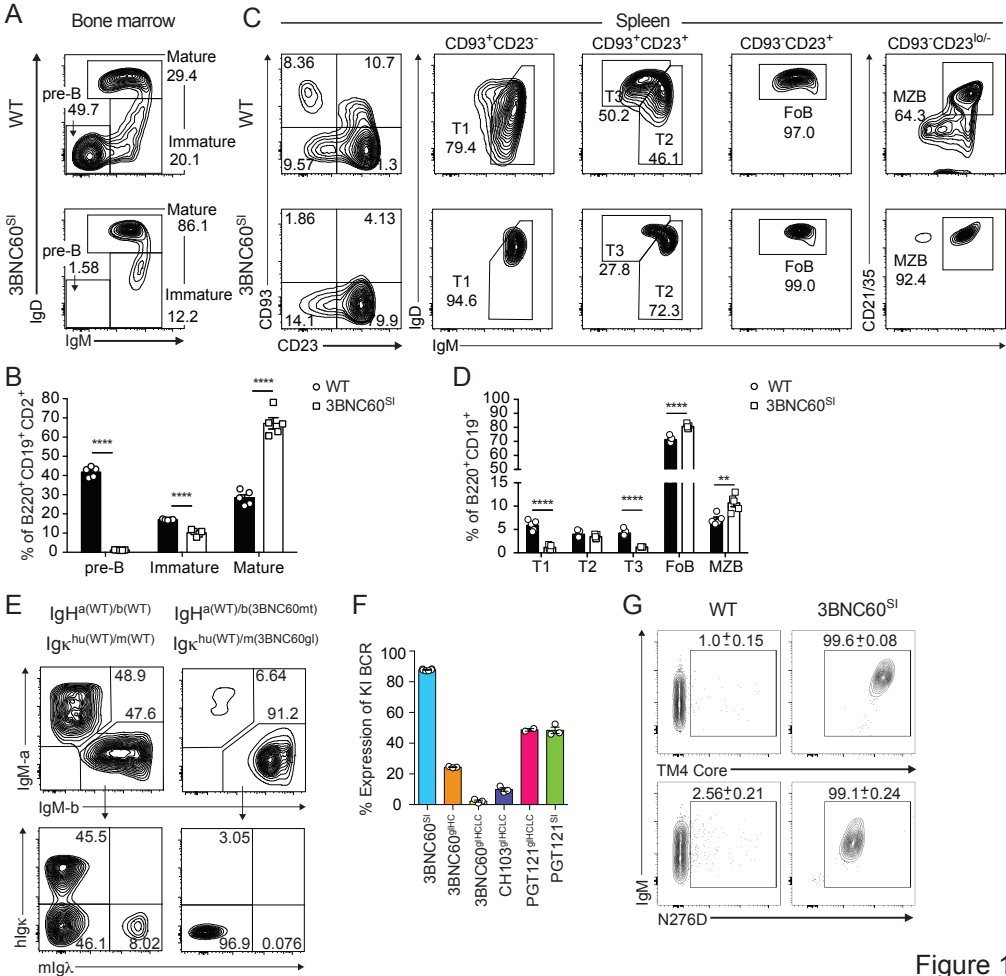 A
Bone marrow
WT
3BNC60SI
pre-B
49.7
Mature
29.4
Immature
20.1
pre-B
1.58
Mature
86.1
Immature
12.2
IgD
IgM
C
Spleen
CD93+CD23-
CD93+CD23+
CD93-CD23+
CD93-CD23lo/-
WT
8.36
10.7
9.57
1.3
T1
79.4
T3
50.2
T2
46.1
FoB
97.0
MZB
64.3
3BNC60SI
1.86
4.13
14.1
79.9
T1
94.6
T3
27.8
T2
72.3
FoB
99.0
MZB
92.4
CD93
CD23
IgD
IgM
CD21/35
B
WT
3BNC60SI
% of B220+CD19+CD2+
80
70
60
50
40
30
20
10
0
****
****
****
pre-B
Immature
Mature
D
WT
3BNC60SI
% of B220+CD19+
100
90
80
70
60
50
15
10
5
0
****
****
****
**
T1
T2
T3
FoB
MZB
E
IgHa(WT)/b(WT)
IgHa(WT)/b(3BNC60mt)
Igκhu(WT)/m(WT)
Igκhu(WT)/m(3BNC60gl)
48.9
47.6
6.64
91.2
IgM-a
IgM-b
45.5
46.1
8.02
3.05
96.9
0.076
hIgκ
mIgλ
F
% Expression of KI BCR
100
80
60
40
20
0
3BNC60SI
3BNC60glHC
3BNC60glHCLC
CH103glHCLC
PGT121glHCLC
PGT121SI
G
WT
3BNC60SI
1.0±0.15
99.6±0.08
TM4 Core
2.56±0.21
99.1±0.24
IgM
N276D
Figure 1